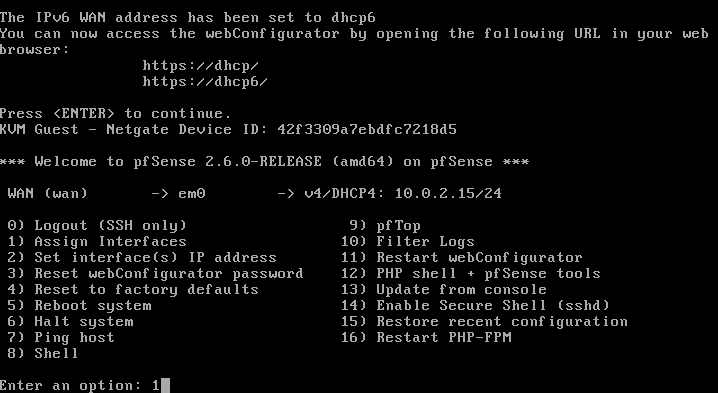 The IPv6 WAN address has been set to dhcp6
You can now access the webConfigurator by opening the following URL in your web
browser:
https://dhcp/
https://dhcp6/
Press <ENTER> to continue.
KVM Guest - Netgate Device ID: 42f3309a7ebdfc7218d5
*** Welcome to pfSense 2.6.0-RELEASE (amd64) on pfSense ***
WAN (wan) -> em0 -> v4/DHCP4: 10.0.2.15/24
0) Logout (SSH only) 9) pfTop
1) Assign Interfaces 10) Filter Logs
2) Set interface(s) IP address 11) Restart webConfigurator
3) Reset webConfigurator password 12) PHP shell + pfSense tools
4) Reset to factory defaults 13) Update from console
5) Reboot system 14) Enable Secure Shell (sshd)
6) Halt system 15) Restore recent configuration
7) Ping host 16) Restart PHP-FPM
8) Shell
Enter an option: 1